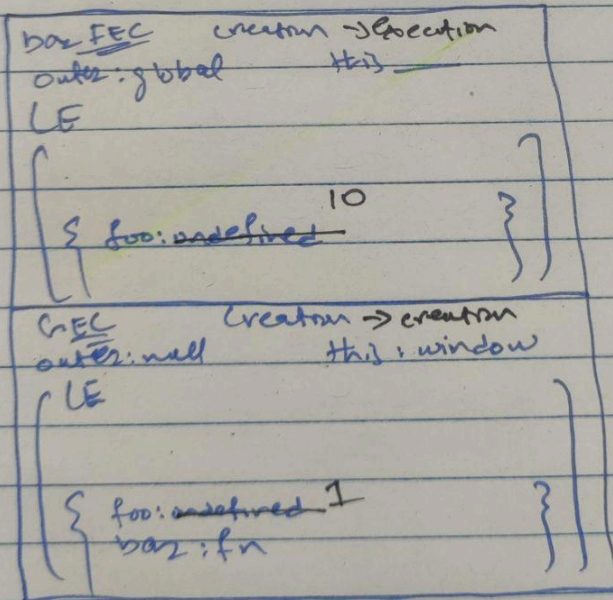 baz FEC creation → execution
outer: global this
LE
10
{ foo: undefined }
GEC creation → creation
outer: null this: window
LE
{ foo: undefined 1 }
baz: fn